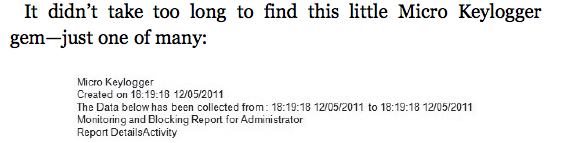 It didn't take too long to find this little Micro Keylogger
gem—just one of many:
Micro Keylogger
Created on 18:19:18 12/05/2011
The Data below has been collected from: 18:19:18 12/05/2011 to 18:19:18 12/05/2011
Monitoring and Blocking Report for Administrator
Report DetailsActivity